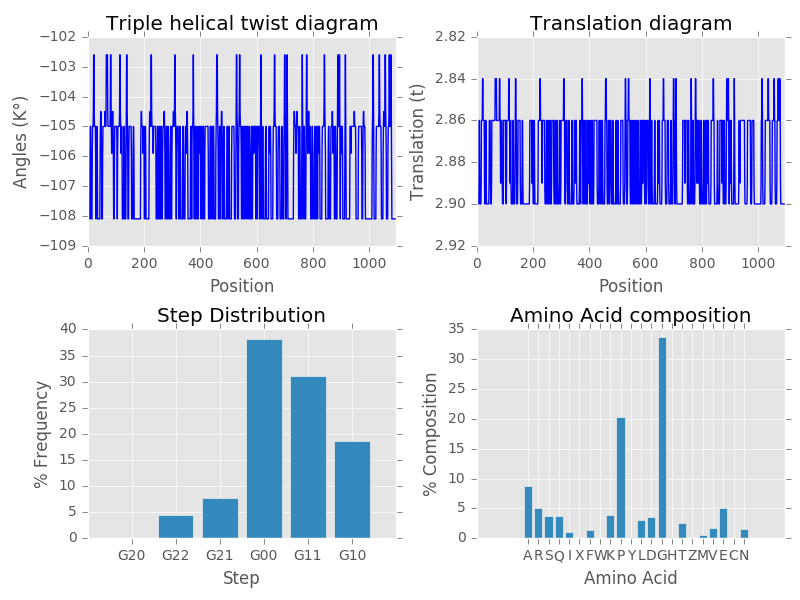 Triple helical twist diagram
−102
−103
−104
−105
−106
−107
−108
−109
Angles (K°)
0 200 400 600 800 1000
Position
Translation diagram
2.82
2.84
2.86
2.88
2.90
2.92
Translation (t)
0 200 400 600 800 1000
Position
Step Distribution
40
35
30
25
20
15
10
5
0
% Frequency
G20 G22 G21 G00 G11 G10
Step
Amino Acid composition
35
30
25
20
15
10
5
0
% Composition
A R S Q I X F W K P Y L D G H T Z M V E C N
Amino Acid